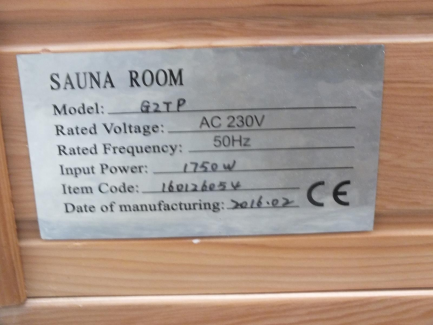 SAUNA ROOM
Model: G2TP
Rated Voltage: AC 230V
Rated Frequency: 50Hz
Input Power: 1750W
Item Code: 160126054
Date of manufacturing: 2016.02 CE